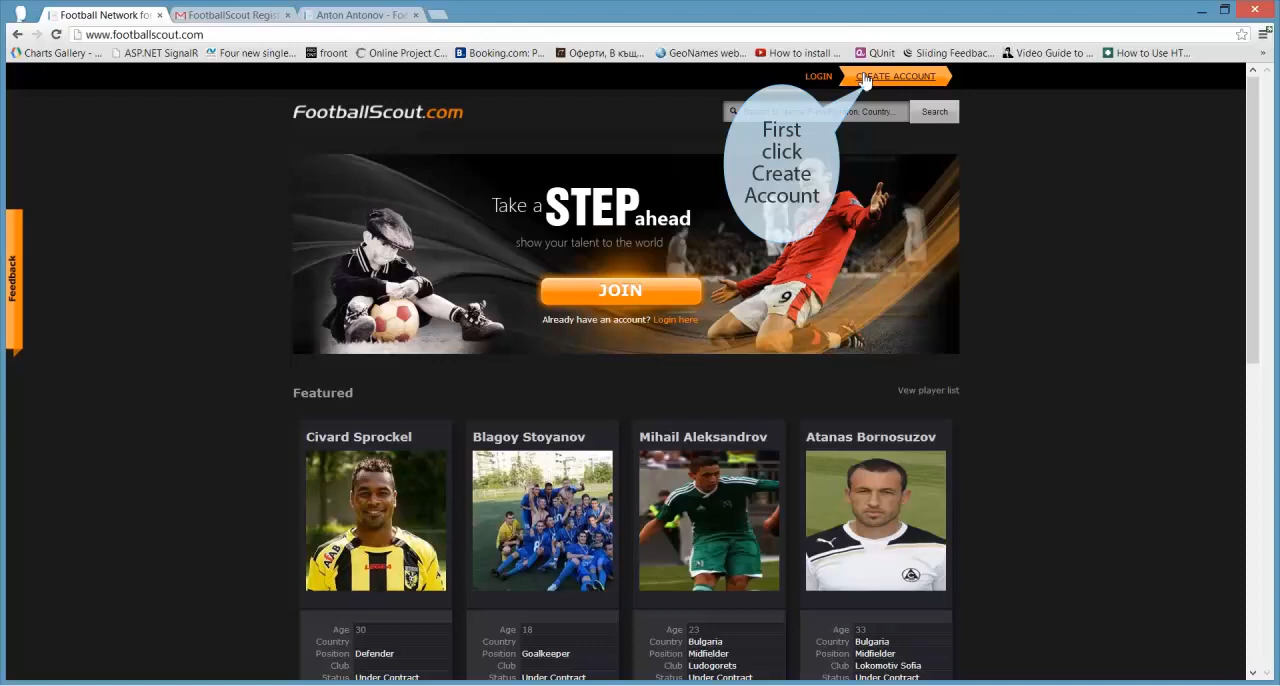 Football Network fo
FootballScout Regist
Anton Antonov - Foo
www.footballscout.com
Charts Gallery - ...
ASP.NET SignalR
Four new single...
froont
Online Project C...
Booking.com: P...
Оферти, В къщ...
GeoNames web...
How to install ...
QUnit
Sliding Feedbac...
Video Guide to ...
How to Use HT...
»
LOGIN
CREATE ACCOUNT
FootballScout.com
Country...
Search
First
click
Create
Account
Take a STEP ahead
show your talent to the world
JOIN
Already have an account? Login here
9
Feedback
Featured
Vew player list
Civard Sprockel
Blagoy Stoyanov
Mihail Aleksandrov
Atanas Bornosuzov
Age 30
Country
Position Defender
Club
Status Under Contract
Age 18
Country
Position Goalkeeper
Club
Status Under Contract
Age 23
Country Bulgaria
Position Midfielder
Club Ludogorets
Status Under Contract
Age 33
Country Bulgaria
Position Midfielder
Club Lokomotiv Sofia
Status Under Contract